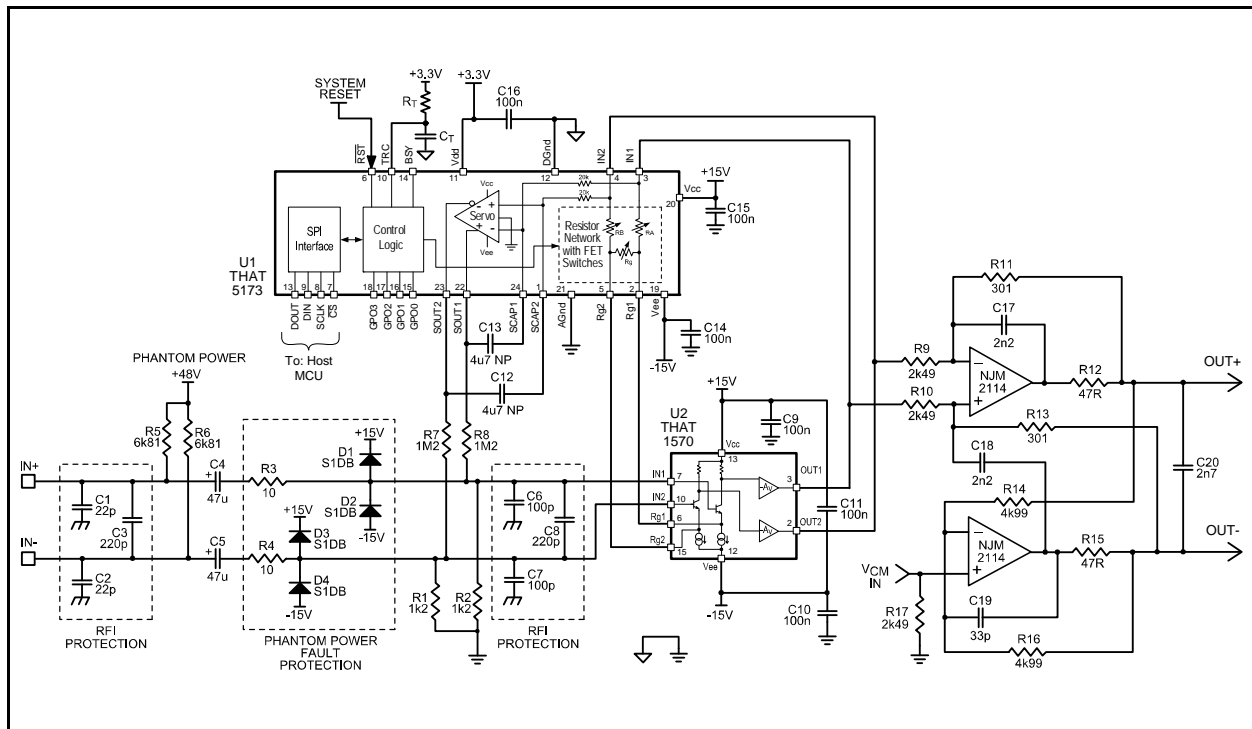 SYSTEM
RESET
+3.3V
RT
CT
+3.3V
C16
100n
RST
TRC
BSY
Vdd
DGnd
IN2
IN1
6
10
14
11
12
4
3
Vcc
20
+15V
C15
100n
20k
20k
Vcc
Servo
Vee
SPI
Interface
Control
Logic
Resistor
Network
with FET
Switches
RB
RA
Rg
U1
THAT
5173
13
9
8
7
18
17
16
15
23
22
24
1
21
5
2
19
DOUT
DIN
SCLK
CS
GPO3
GPO2
GPO1
GPO0
SOUT2
SOUT1
SCAP1
SCAP2
AGnd
Rg2
Rg1
Vee
To: Host
MCU
C13
4u7 NP
C12
4u7 NP
C14
100n
-15V
PHANTOM POWER
+48V
R5
6k81
R6
6k81
R7
1M2
R8
1M2
IN+
IN-
C1
22p
C2
22p
C3
220p
RFI
PROTECTION
C4
+
47u
C5
+
47u
R3
10
R4
10
+15V
D1
S1DB
D2
S1DB
-15V
+15V
D3
S1DB
D4
S1DB
-15V
PHANTOM POWER
FAULT
PROTECTION
R1
1k2
R2
1k2
C6
100p
C7
100p
C8
220p
RFI
PROTECTION
U2
THAT
1570
+15V
C9
100n
Vcc
13
IN1
7
IN2
10
Rg1
6
Rg2
15
-AV
-AV
OUT1
3
OUT2
2
12
Vee
-15V
C11
100n
C10
100n
R9
2k49
R10
2k49
R11
301
C17
2n2
NJM
2114
R12
47R
R13
301
C18
2n2
R14
4k99
NJM
2114
R15
47R
VCM
IN
R17
2k49
C19
33p
R16
4k99
C20
2n7
OUT+
OUT-